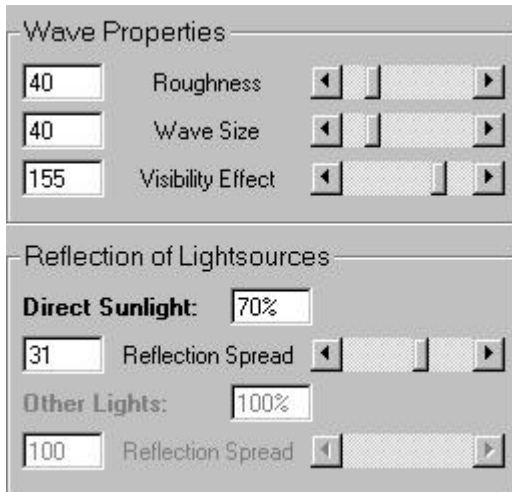 Wave Properties
40 Roughness
40 Wave Size
155 Visibility Effect
Reflection of Lightsources
Direct Sunlight: 70%
31 Reflection Spread
Other Lights: 100%
100 Reflection Spread